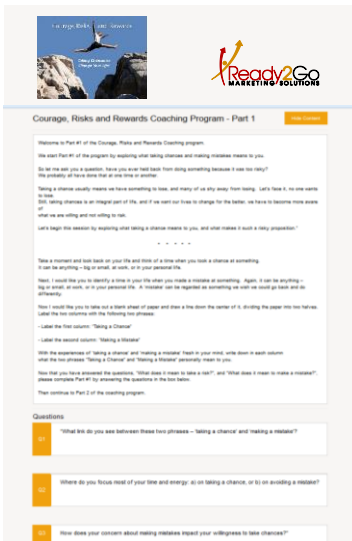 Courage, Risks and Rewards
Taking Chances to
Change Your Life!
Ready2Go
MARKETING SOLUTIONS
Courage, Risks and Rewards Coaching Program - Part 1
View Content
Welcome to Part #1 of the Courage, Risks and Rewards Coaching program.
We start Part #1 of the program by exploring what taking chances and making mistakes means to you.
So let me ask you a question, have you ever held back from doing something because it was too risky?
We probably all have done that at one time or another.
Taking a chance usually means we have something to lose, and many of us shy away from losing. Let's face it, no one wants
to lose.
Still, taking chances is an integral part of life, and if we want our lives to change for the better, we have to become more aware
of
what we are willing and not willing to risk.
Let's begin this session by exploring what taking a chance means to you, and what makes it such a risky proposition."
- - - - -
Take a moment and look back on your life and think of a time when you took a chance at something.
It can be anything – big or small, at work, or in your personal life.
Next, I would like you to identify a time in your life when you made a mistake at something. Again, it can be anything –
big or small, at work, or in your personal life. A 'mistake' can be regarded as something we wish we could go back and do
differently.
Now I would like you to take out a blank sheet of paper and draw a line down the center of it, dividing the paper into two halves.
Label the two columns with the following two phrases:
- Label the first column: "Taking a Chance"
- Label the second column: "Making a Mistake"
With the experiences of 'taking a chance' and 'making a mistake' fresh in your mind, write down in each column
what the two phrases "Taking a Chance" and "Making a Mistake" personally mean to you.
Now that you have answered the questions, "What does it mean to take a risk?", and "What does it mean to make a mistake?",
please complete Part #1 by answering the questions in the box below.
Then continue to Part 2 of the coaching program.
Questions
Q1
"What link do you see between these two phrases – 'taking a chance' and 'making a mistake'?
Q2
Where do you focus most of your time and energy: a) on taking a chance, or b) on avoiding a mistake?
Q3
How does your concern about making mistakes impact your willingness to take chances?"